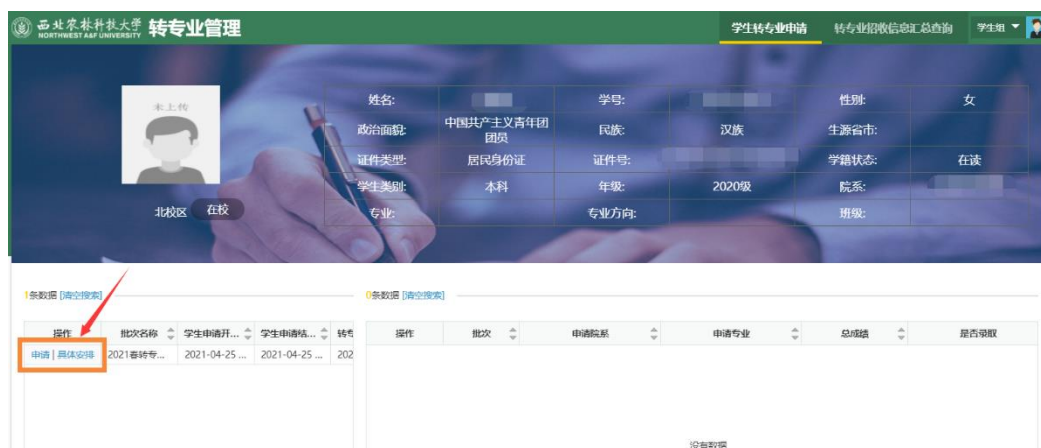 西北农林科技大学 转专业管理 学生转专业申请 转专业招收信息汇总查询 学生组
NORTHWEST A&F UNIVERSITY
未上传
姓名: 学号: 性别: 女
政治面貌: 中国共产主义青年团团员 民族: 汉族 生源省市:
证件类型: 居民身份证 证件号: 学籍状态: 在读
学生类别: 本科 年级: 2020级 院系:
北校区 在校
专业: 专业方向: 班级:
1条数据 [清空搜索] 0条数据 [清空搜索]
操作 批次名称 学生申请开... 学生申请结... 转专 操作 批次 申请院系 申请专业 总成绩 是否录取
申请 | 具体安排 2021春转专... 2021-04-25 ... 2021-04-25 ... 202
没有数据